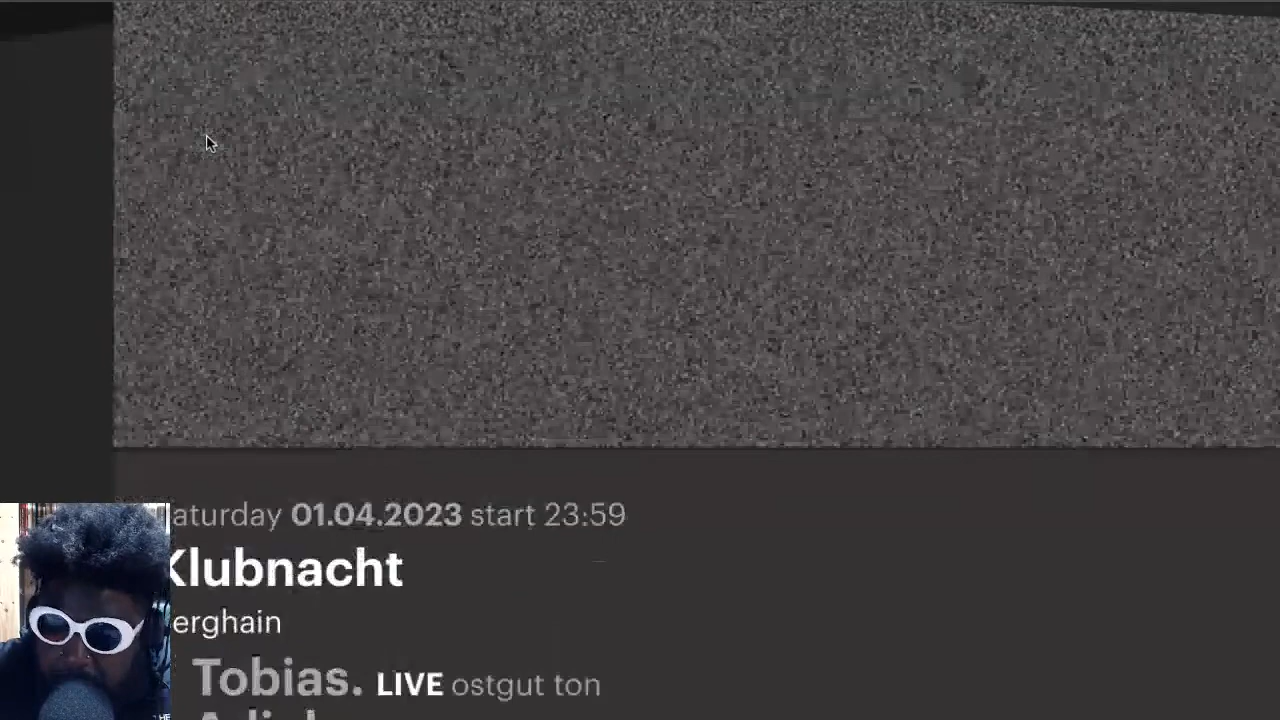 aturday 01.04.2023 start 23:59
Klubnacht
erghain
Tobias. LIVE ostgut ton